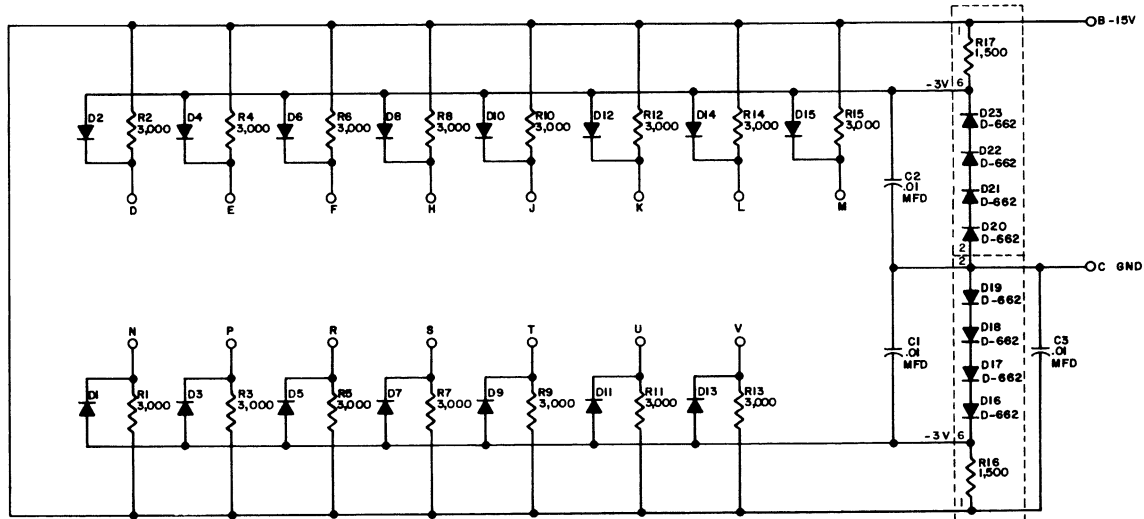 B -15V
1
R17
1,500
-3V 6
D2
R2
3,000
D4
R4
3,000
D6
R6
3,000
D8
R8
3,000
D10
R10
3,000
D12
R12
3,000
D14
R14
3,000
D15
R15
3,000
D23
D-662
D22
D-662
D21
D-662
D20
D-662
C2
.01
MFD
D
E
F
H
J
K
L
M
2
2
C GND
D19
D-662
D18
D-662
D17
D-662
D16
D-662
C1
.01
MFD
C3
.01
MFD
N
P
R
S
T
U
V
D1
R1
3,000
D3
R3
3,000
D5
R5
3,000
D7
R7
3,000
D9
R9
3,000
D11
R11
3,000
D13
R13
3,000
-3V 6
R16
1,500
1